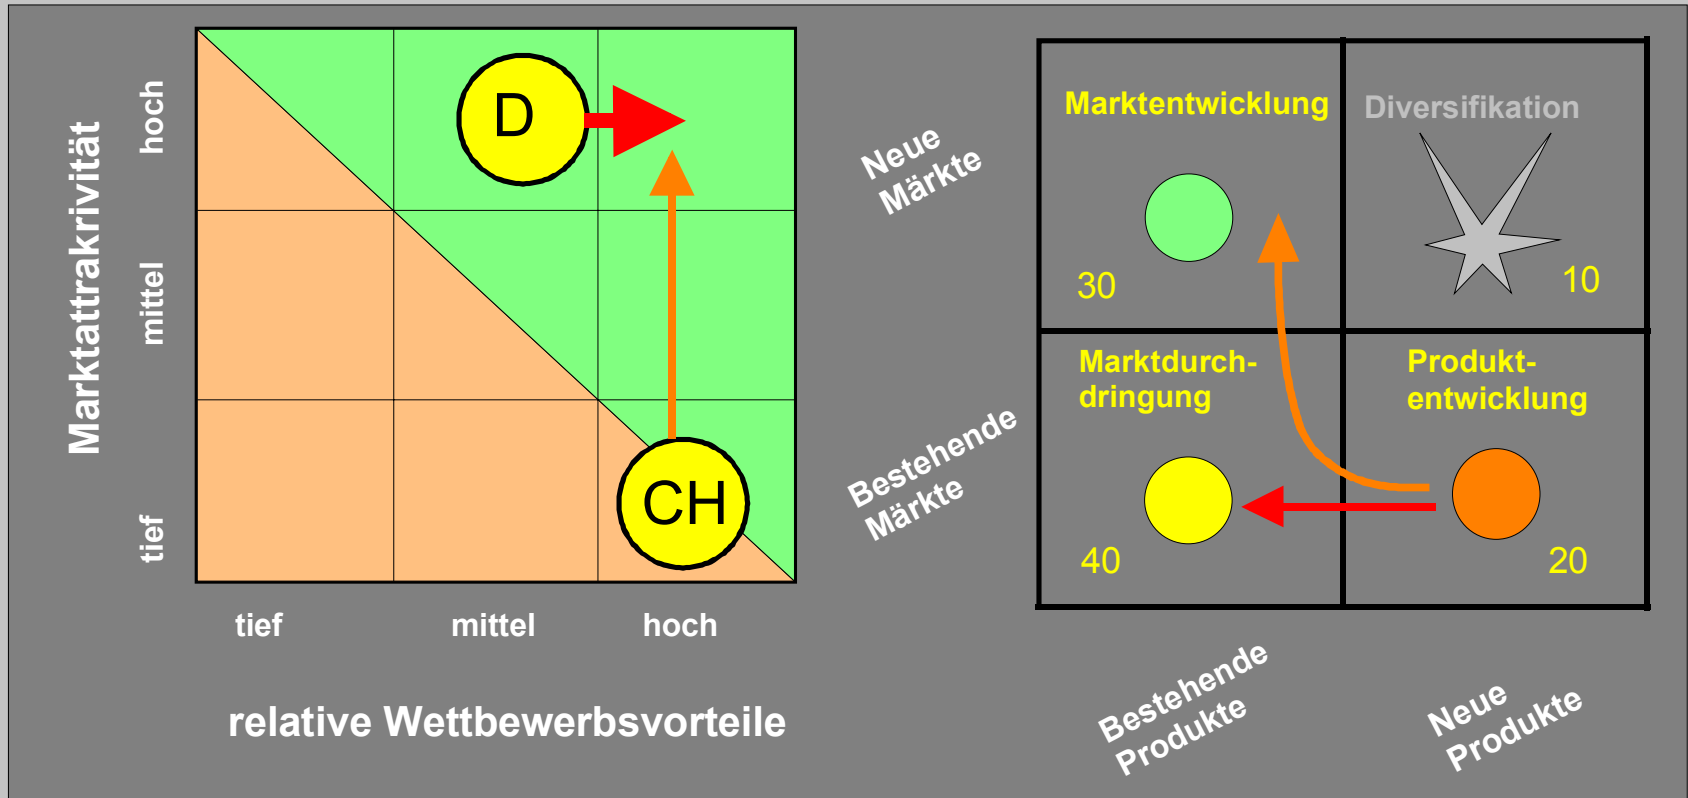 Marktattrakrivität
hoch
mittel
tief
D
CH
tief
mittel
hoch
relative Wettbewerbsvorteile
Neue
Märkte
Bestehende
Märkte
Marktentwicklung
30
Diversifikation
10
Marktdurch-
dringung
40
Produkt-
entwicklung
20
Bestehende
Produkte
Neue
Produkte